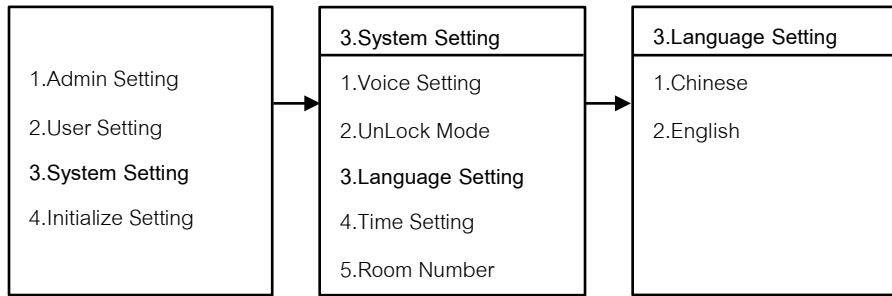 1.Admin Setting
2.User Setting
3.System Setting
4.Initialize Setting
3.System Setting
1.Voice Setting
2.UnLock Mode
3.Language Setting
4.Time Setting
5.Room Number
3.Language Setting
1.Chinese
2.English